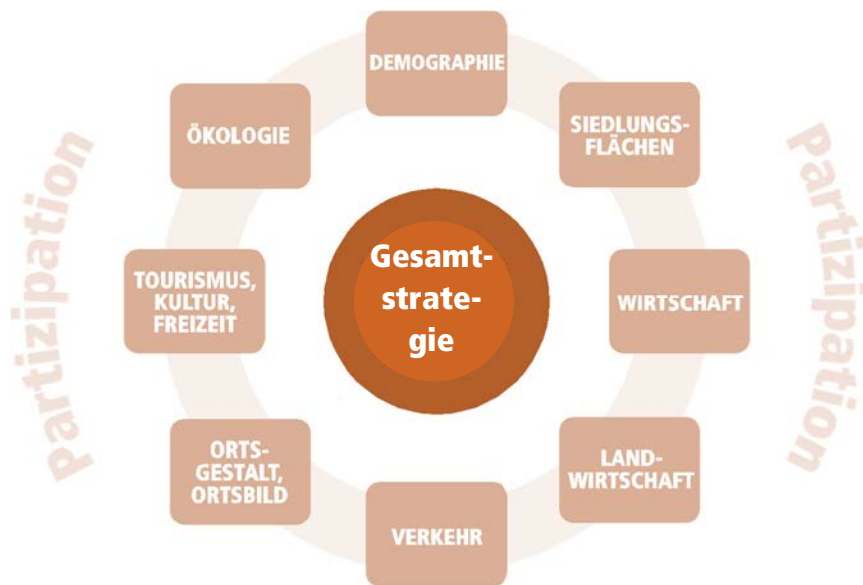 DEMOGRAPHIE
ÖKOLOGIE
SIEDLUNGS-
FLÄCHEN
Partizipation
Partizipation
Gesamt-
strate-
gie
TOURISMUS,
KULTUR,
FREIZEIT
WIRTSCHAFT
ORTS-
GESTALT,
ORTSBILD
LAND-
WIRTSCHAFT
VERKEHR